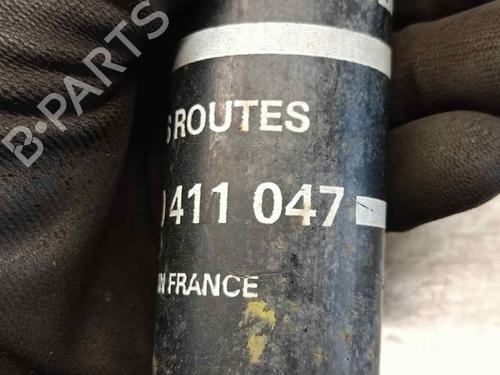 B-PARTS
ROUTES
411 047
FRANCE